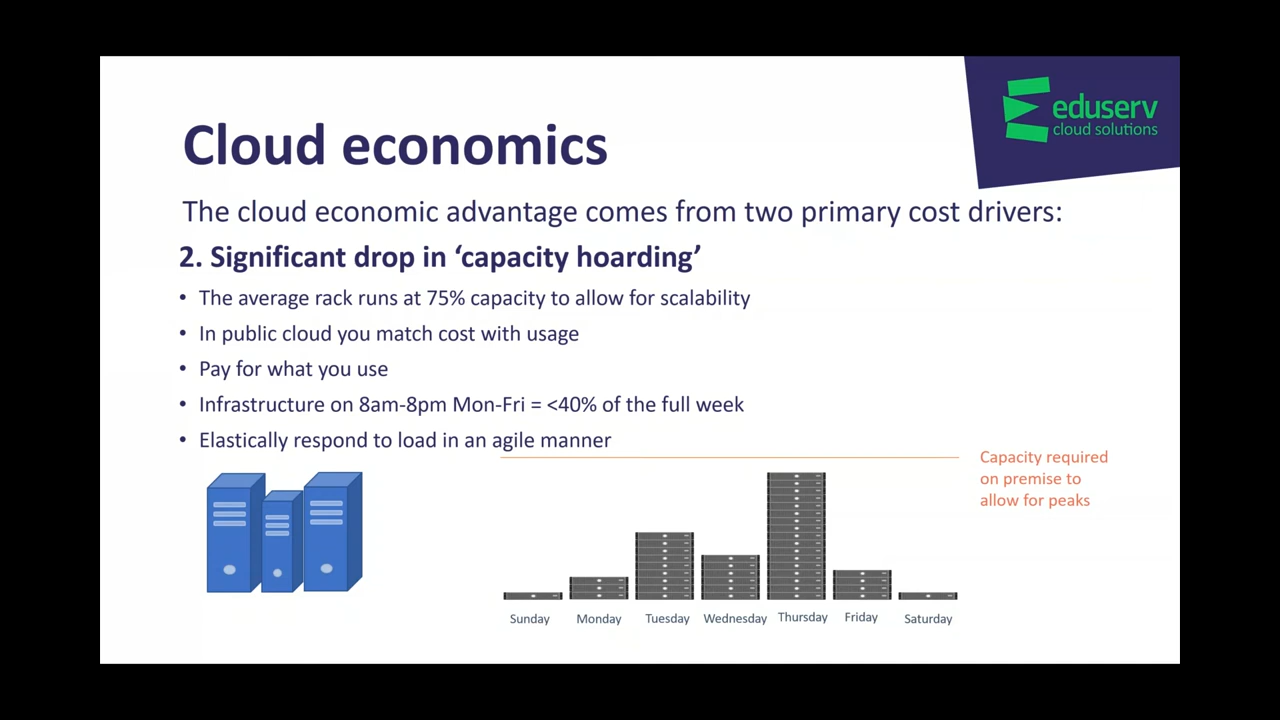 eduserv
cloud solutions
Cloud economics
The cloud economic advantage comes from two primary cost drivers:
2. Significant drop in ‘capacity hoarding’
• The average rack runs at 75% capacity to allow for scalability
• In public cloud you match cost with usage
• Pay for what you use
• Infrastructure on 8am-8pm Mon-Fri = <40% of the full week
• Elastically respond to load in an agile manner
Capacity required
on premise to
allow for peaks
Sunday Monday Tuesday Wednesday Thursday Friday Saturday